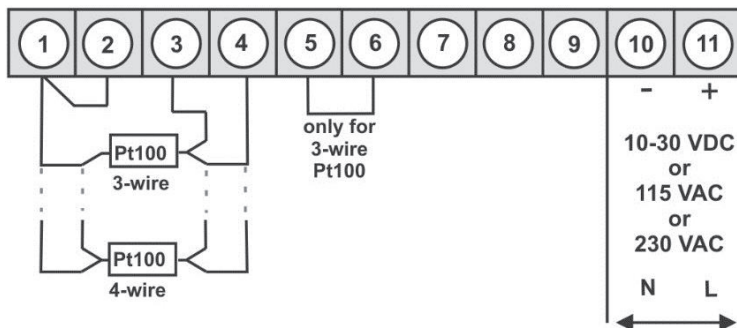 1 2 3 4 5 6 7 8 9 10 11
- +
Pt100
3-wire
only for
3-wire
Pt100
10-30 VDC
or
115 VAC
or
230 VAC
Pt100
4-wire
N L